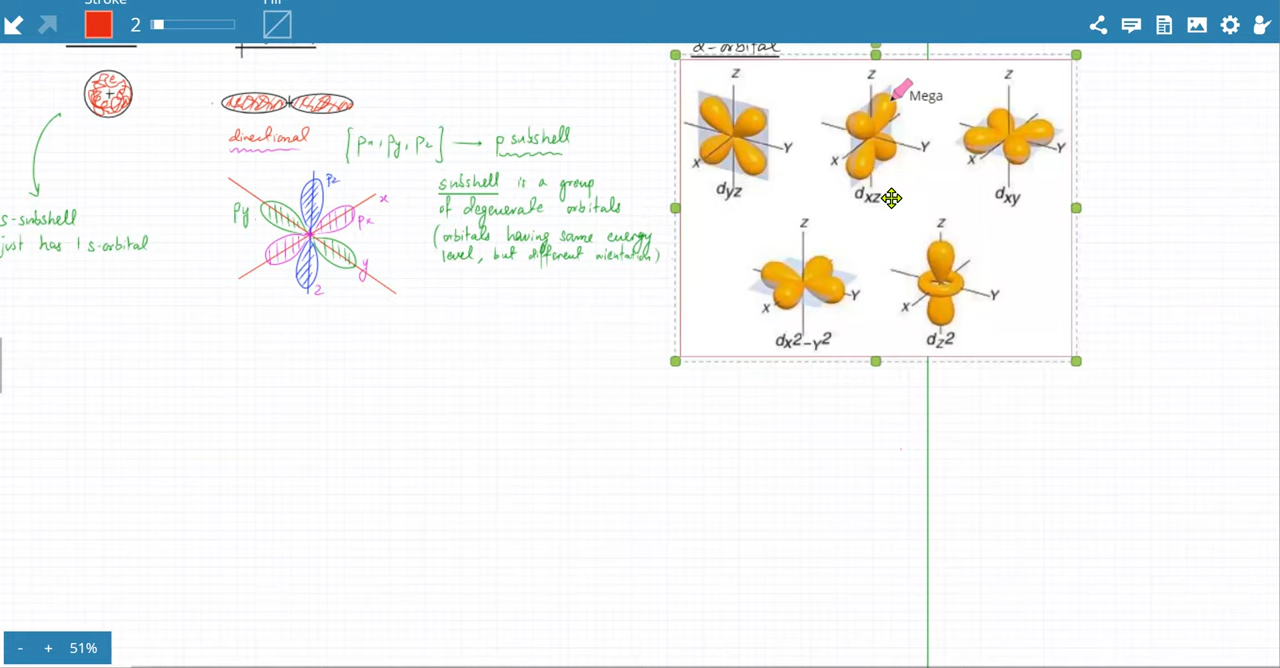 Stroke
2
Fill
s-subshell
just has 1 s-orbital
directional
[px, py, pz] → p subshell
subshell is a group
of degenerate orbitals
(orbitals having same energy
level, but different orientation)
pz
x
py
px
y
z
d-orbital
Z
Y
X
dyz
Z
Y
X
dxz
Mega
Z
Y
X
dxy
Z
Y
X
dx2-y2
Z
Y
X
dz2
- + 51%